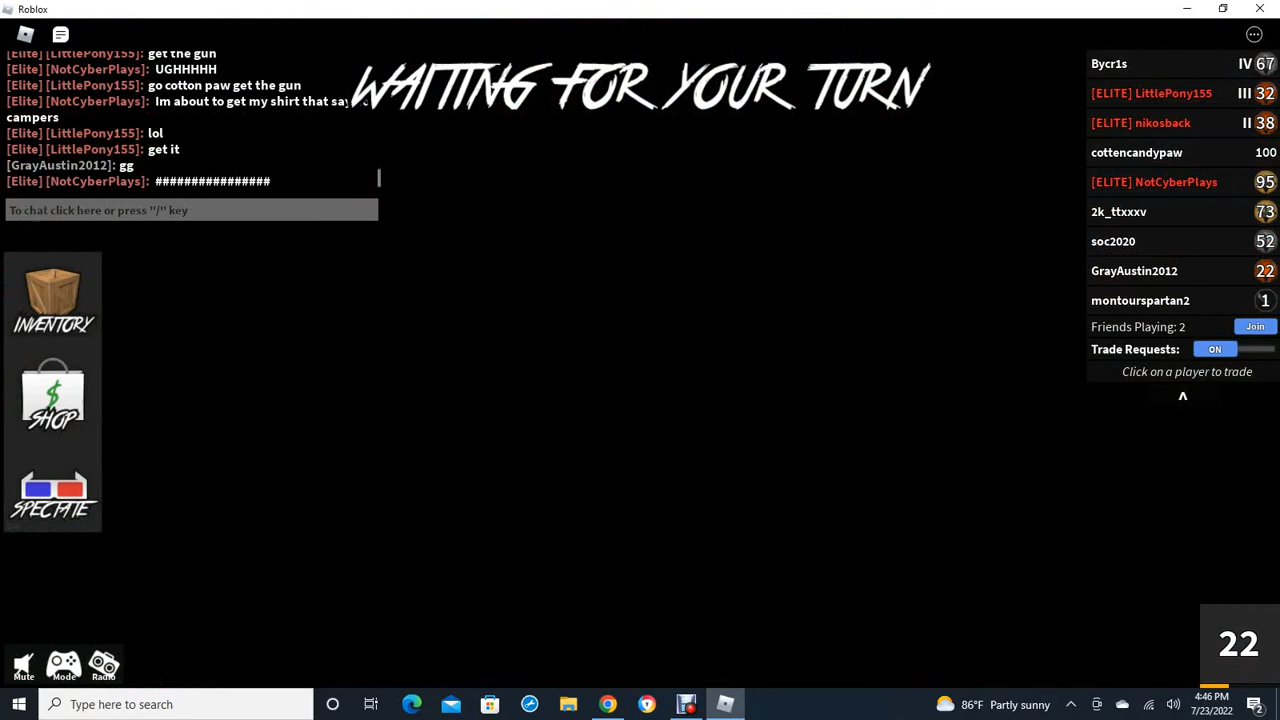 Roblox
[Elite] [LittlePony155]: get the gun
[Elite] [NotCyberPlays]: UGHHHHH
[Elite] [LittlePony155]: go cotton paw get the gun
[Elite] [NotCyberPlays]: Im about to get my shirt that say
campers
[Elite] [LittlePony155]: lol
[Elite] [LittlePony155]: get it
[GrayAustin2012]: gg
[Elite] [NotCyberPlays]: ################
To chat click here or press "/" key
WAITING FOR YOUR TURN
Bycr1s IV 67
[ELITE] LittlePony155 III 32
[ELITE] nikosback II 38
cottencandypaw 100
[ELITE] NotCyberPlays 95
2k_ttxxxv 73
soc2020 52
GrayAustin2012 22
montourspartan2 1
Friends Playing: 2 Join
Trade Requests: ON
Click on a player to trade
^
INVENTORY
$
SHOP
SPECTATE
22
Mute Mode Radio
Type here to search
86°F Partly sunny
4:46 PM
7/23/2022
2